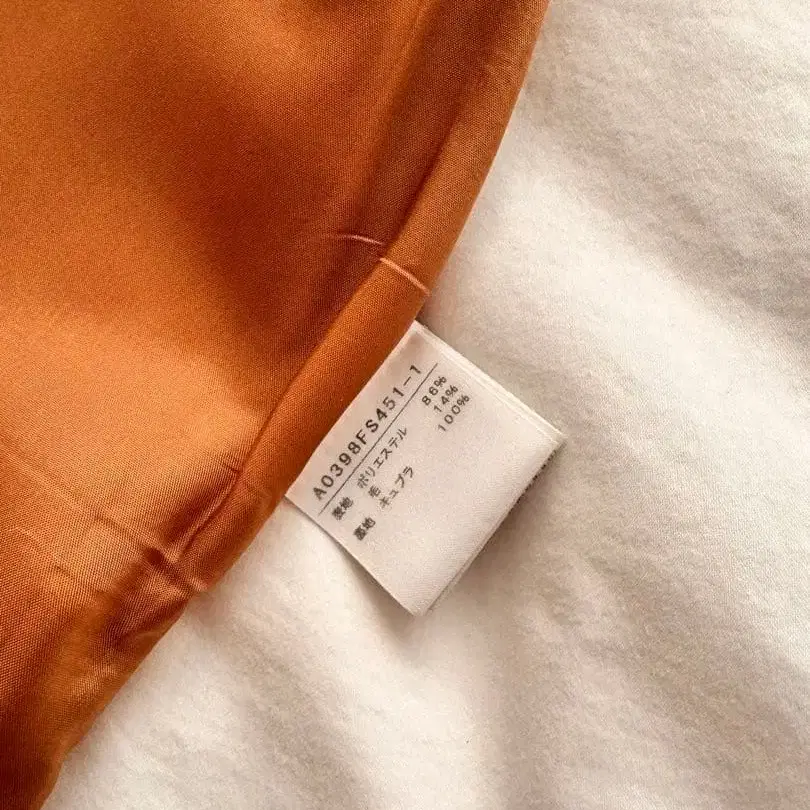 A0398FS451-1
表地 ポリエステル 86%
毛 14%
裏地 キュプラ 100%